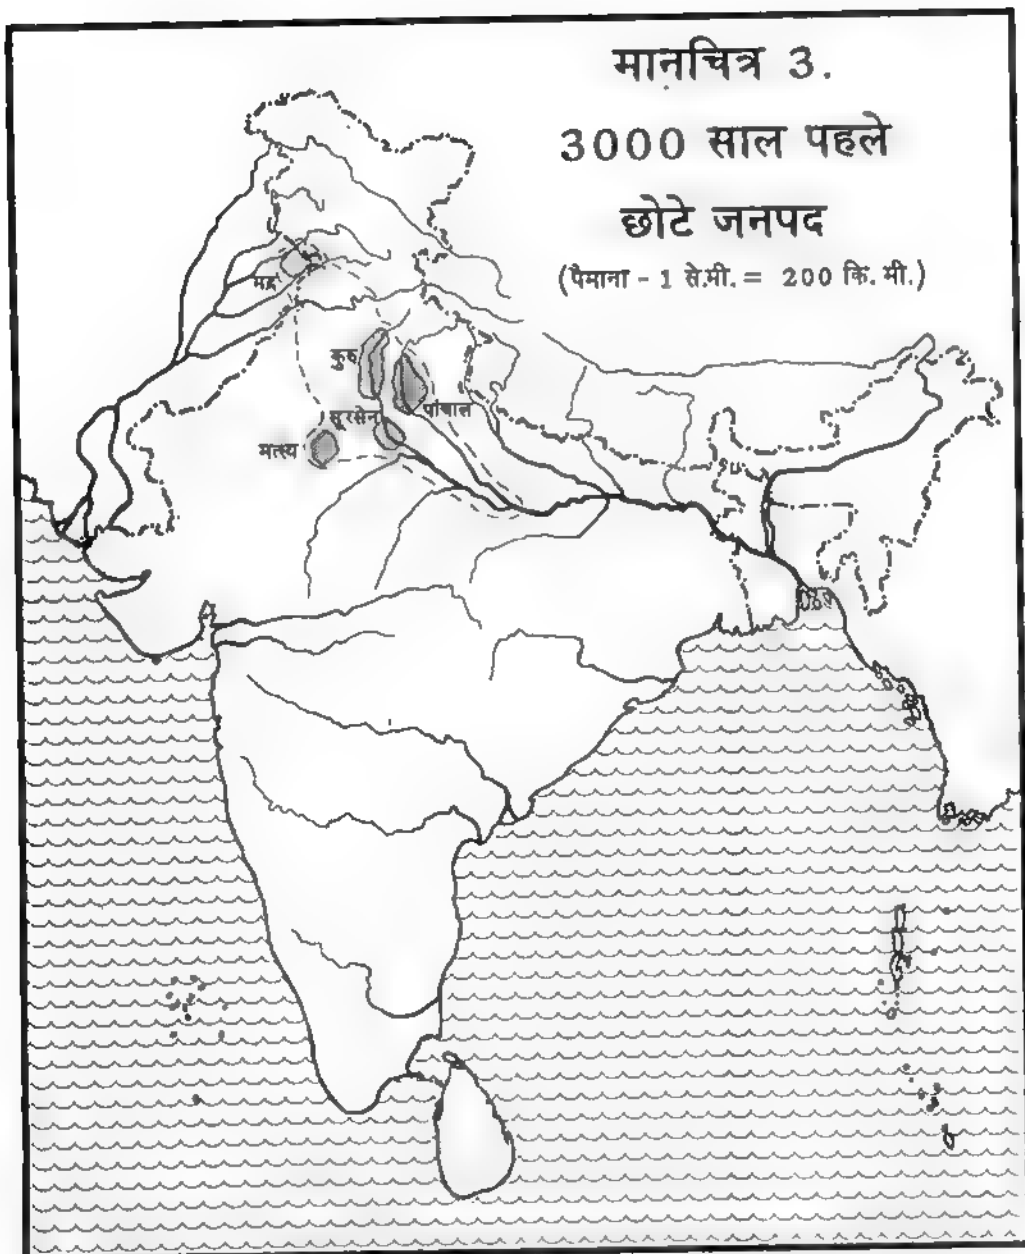 मानचित्र 3.
3000 साल पहले
छोटे जनपद
(पैमाना - 1 से.मी. = 200 कि. मी.)
मद्र
कुरु
पांचाल
सूरसेन
मत्स्य